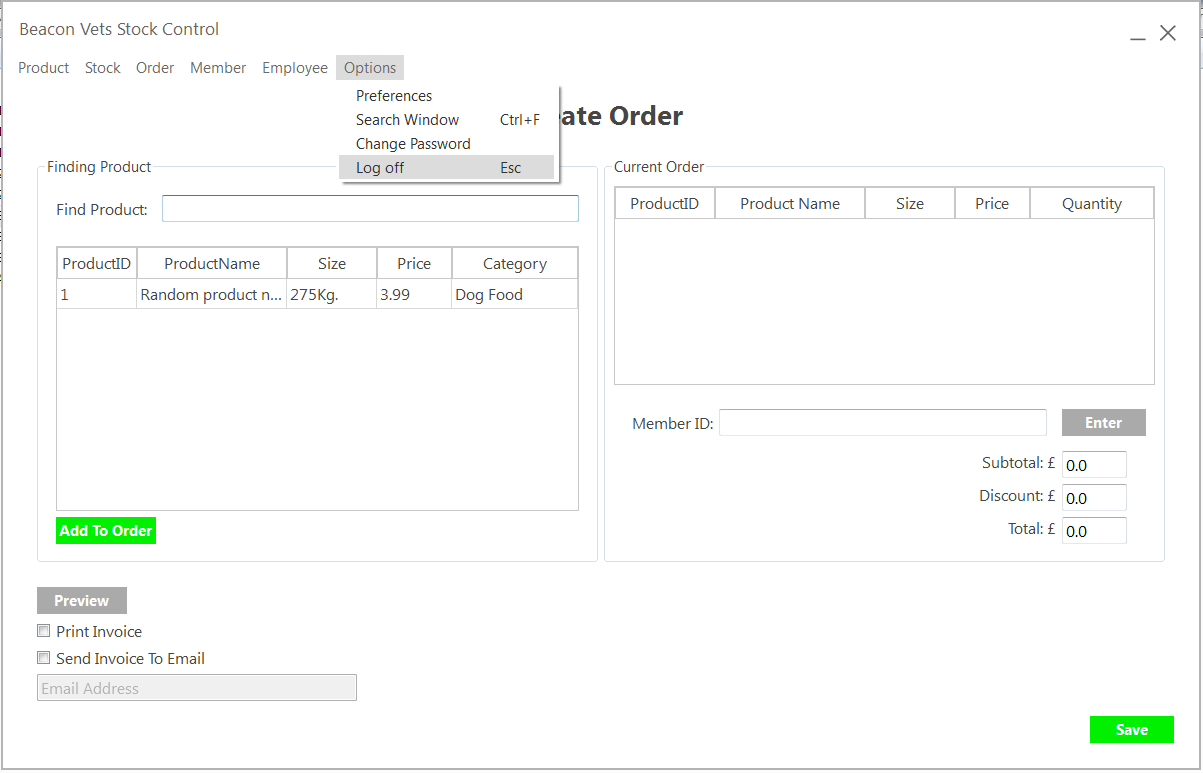 Beacon Vets Stock Control
Product Stock Order Member Employee Options
Preferences
Search Window Ctrl+F
Change Password
Log off Esc
ate Order
Finding Product
Find Product:
ProductID ProductName Size Price Category
1 Random product n... 275Kg. 3.99 Dog Food
Add To Order
Current Order
ProductID Product Name Size Price Quantity
Member ID: Enter
Subtotal: £ 0.0
Discount: £ 0.0
Total: £ 0.0
Preview
Print Invoice
Send Invoice To Email
Email Address
Save